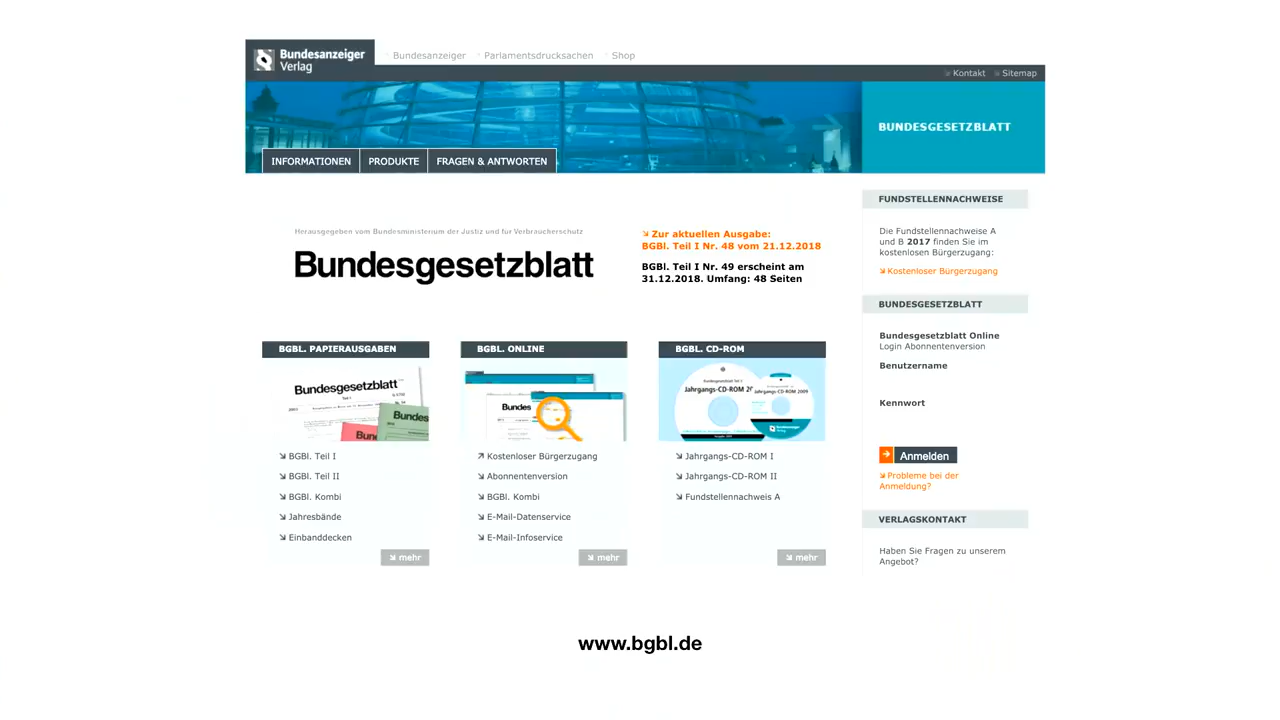 Bundesanzeiger
Verlag
Bundesanzeiger
Parlamentsdrucksachen
Shop
Kontakt
Sitemap
BUNDESGESETZBLATT
INFORMATIONEN
PRODUKTE
FRAGEN & ANTWORTEN
Herausgegeben vom Bundesministerium der Justiz und für Verbraucherschutz
Bundesgesetzblatt
Zur aktuellen Ausgabe:
BGBl. Teil I Nr. 48 vom 21.12.2018
BGBl. Teil I Nr. 49 erscheint am
31.12.2018. Umfang: 48 Seiten
BGBL. PAPIERAUSGABEN
Bundesgesetzblatt
BGBl. Teil I
BGBl. Teil II
BGBl. Kombi
Jahresbände
Einbanddecken
mehr
BGBL. ONLINE
Bundes
Kostenloser Bürgerzugang
Abonnentenversion
BGBl. Kombi
E-Mail-Datenservice
E-Mail-Infoservice
mehr
BGBL. CD-ROM
Jahrgangs-CD-ROM
Jahrgangs-CD-ROM 2009
Jahrgangs-CD-ROM I
Jahrgangs-CD-ROM II
Fundstellennachweis A
mehr
FUNDSTELLENNACHWEISE
Die Fundstellennachweise A
und B 2017 finden Sie im
kostenlosen Bürgerzugang:
Kostenloser Bürgerzugang
BUNDESGESETZBLATT
Bundesgesetzblatt Online
Login Abonnentenversion
Benutzername
Kennwort
Anmelden
Probleme bei der
Anmeldung?
VERLAGSKONTAKT
Haben Sie Fragen zu unserem
Angebot?
www.bgbl.de